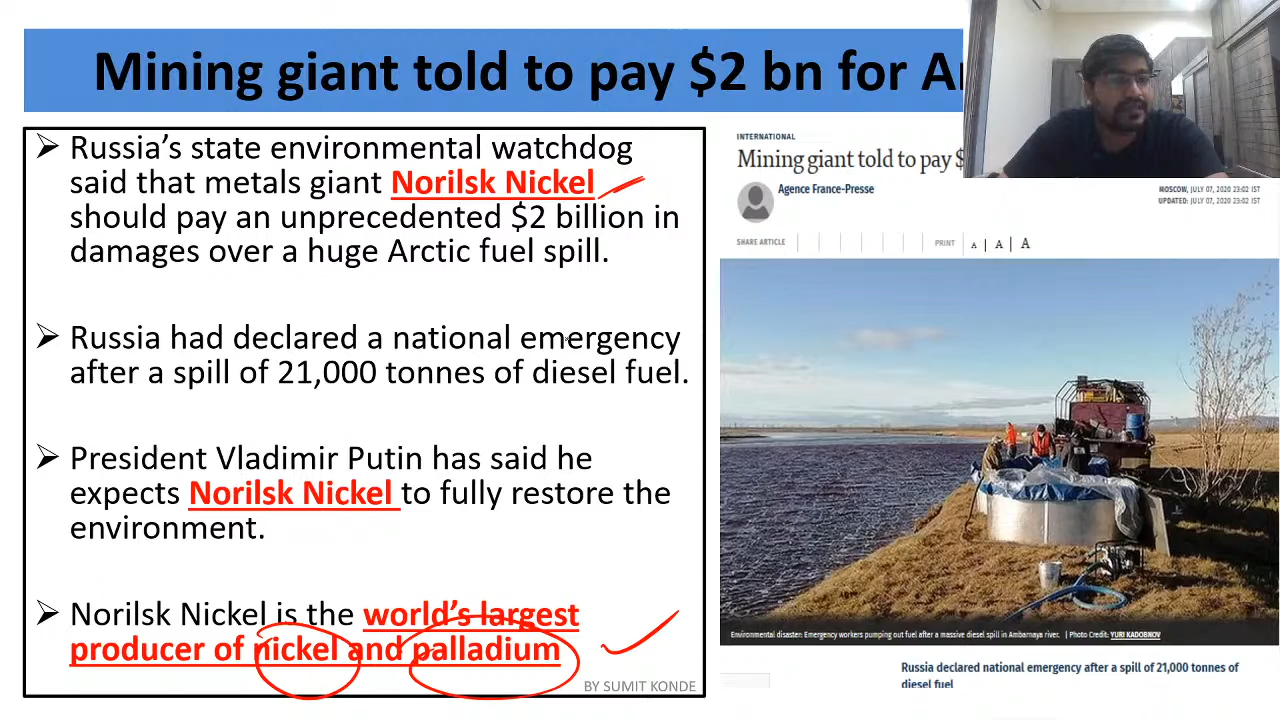 Mining giant told to pay $2 bn for A
➢ Russia’s state environmental watchdog
said that metals giant Norilsk Nickel
should pay an unprecedented $2 billion in
damages over a huge Arctic fuel spill.
➢ Russia had declared a national emergency
after a spill of 21,000 tonnes of diesel fuel.
➢ President Vladimir Putin has said he
expects Norilsk Nickel to fully restore the
environment.
➢ Norilsk Nickel is the world’s largest
producer of nickel and palladium
BY SUMIT KONDE
INTERNATIONAL
Mining giant told to pay $
Agence France-Presse
MOSCOW, JULY 07, 2020 23:02 IST
UPDATED: JULY 07, 2020 23:02 IST
SHARE ARTICLE
PRINT A | A | A
Environmental disaster: Emergency workers pumping out fuel after a massive diesel spill in Ambarnaya river. | Photo Credit: YURI KADOBNOV
Russia declared national emergency after a spill of 21,000 tonnes of
diesel fuel